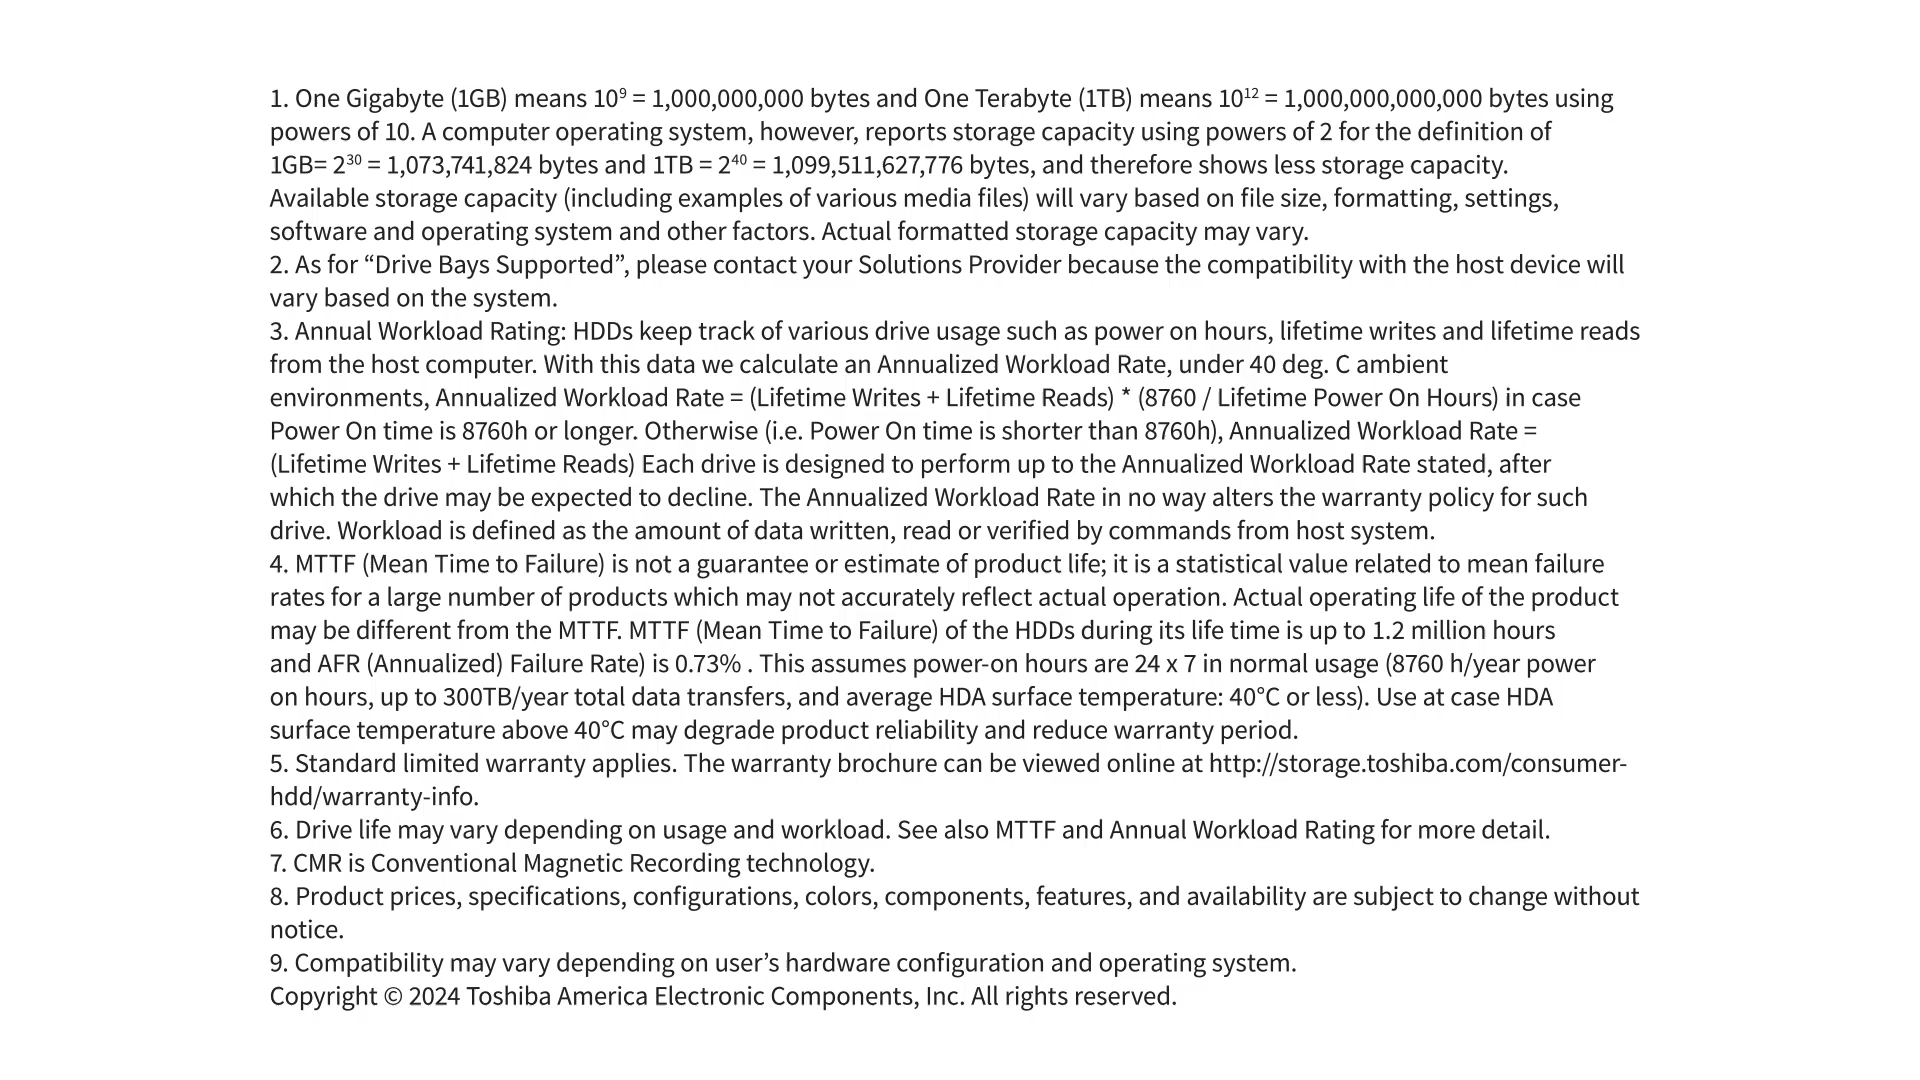 1. One Gigabyte (1GB) means 10⁹ = 1,000,000,000 bytes and One Terabyte (1TB) means 10¹² = 1,000,000,000,000 bytes using
powers of 10. A computer operating system, however, reports storage capacity using powers of 2 for the definition of
1GB= 2³⁰ = 1,073,741,824 bytes and 1TB = 2⁴⁰ = 1,099,511,627,776 bytes, and therefore shows less storage capacity.
Available storage capacity (including examples of various media files) will vary based on file size, formatting, settings,
software and operating system and other factors. Actual formatted storage capacity may vary.
2. As for “Drive Bays Supported”, please contact your Solutions Provider because the compatibility with the host device will
vary based on the system.
3. Annual Workload Rating: HDDs keep track of various drive usage such as power on hours, lifetime writes and lifetime reads
from the host computer. With this data we calculate an Annualized Workload Rate, under 40 deg. C ambient
environments, Annualized Workload Rate = (Lifetime Writes + Lifetime Reads) * (8760 / Lifetime Power On Hours) in case
Power On time is 8760h or longer. Otherwise (i.e. Power On time is shorter than 8760h), Annualized Workload Rate =
(Lifetime Writes + Lifetime Reads) Each drive is designed to perform up to the Annualized Workload Rate stated, after
which the drive may be expected to decline. The Annualized Workload Rate in no way alters the warranty policy for such
drive. Workload is defined as the amount of data written, read or verified by commands from host system.
4. MTTF (Mean Time to Failure) is not a guarantee or estimate of product life; it is a statistical value related to mean failure
rates for a large number of products which may not accurately reflect actual operation. Actual operating life of the product
may be different from the MTTF. MTTF (Mean Time to Failure) of the HDDs during its life time is up to 1.2 million hours
and AFR (Annualized) Failure Rate) is 0.73% . This assumes power-on hours are 24 x 7 in normal usage (8760 h/year power
on hours, up to 300TB/year total data transfers, and average HDA surface temperature: 40°C or less). Use at case HDA
surface temperature above 40°C may degrade product reliability and reduce warranty period.
5. Standard limited warranty applies. The warranty brochure can be viewed online at http://storage.toshiba.com/consumer-
hdd/warranty-info.
6. Drive life may vary depending on usage and workload. See also MTTF and Annual Workload Rating for more detail.
7. CMR is Conventional Magnetic Recording technology.
8. Product prices, specifications, configurations, colors, components, features, and availability are subject to change without
notice.
9. Compatibility may vary depending on user’s hardware configuration and operating system.
Copyright © 2024 Toshiba America Electronic Components, Inc. All rights reserved.